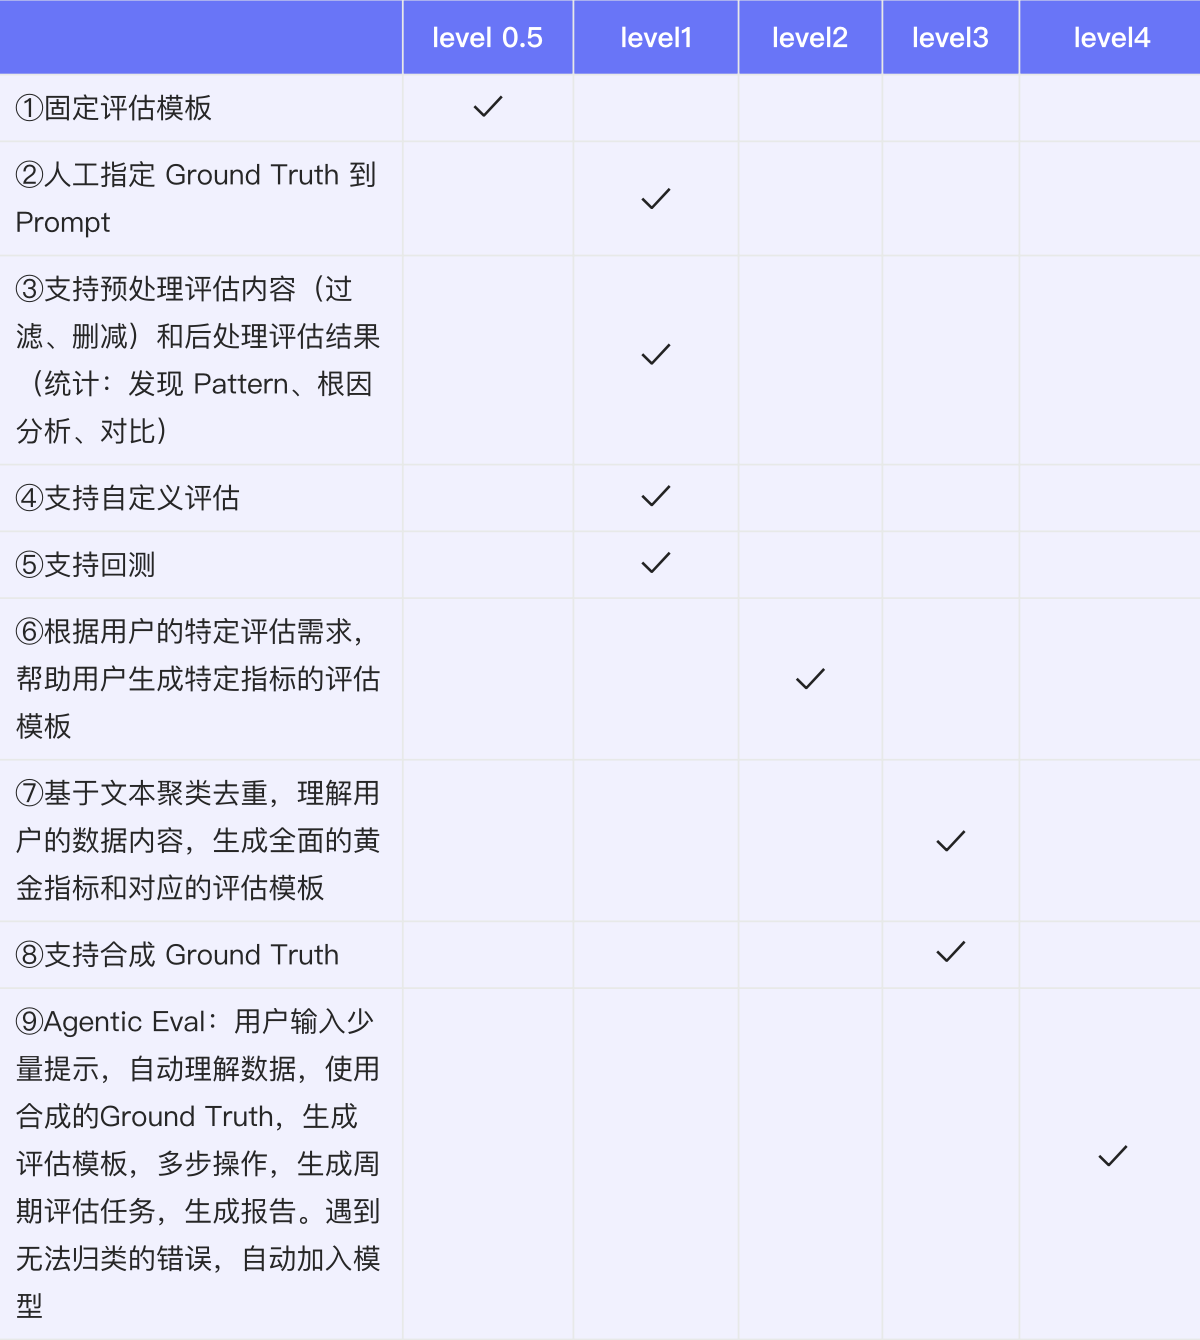 level 0.5 level1 level2 level3 level4
①固定评估模板 ✓
②人工指定 Ground Truth 到
Prompt ✓
③支持预处理评估内容（过
滤、删减）和后处理评估结果
（统计：发现 Pattern、根因
分析、对比） ✓
④支持自定义评估 ✓
⑤支持回测 ✓
⑥根据用户的特定评估需求，
帮助用户生成特定指标的评估
模板 ✓
⑦基于文本聚类去重，理解用
户的数据内容，生成全面的黄
金指标和对应的评估模板 ✓
⑧支持合成 Ground Truth ✓
⑨Agentic Eval：用户输入少
量提示，自动理解数据，使用
合成的Ground Truth，生成
评估模板，多步操作，生成周
期评估任务，生成报告。遇到
无法归类的错误，自动加入模
型 ✓